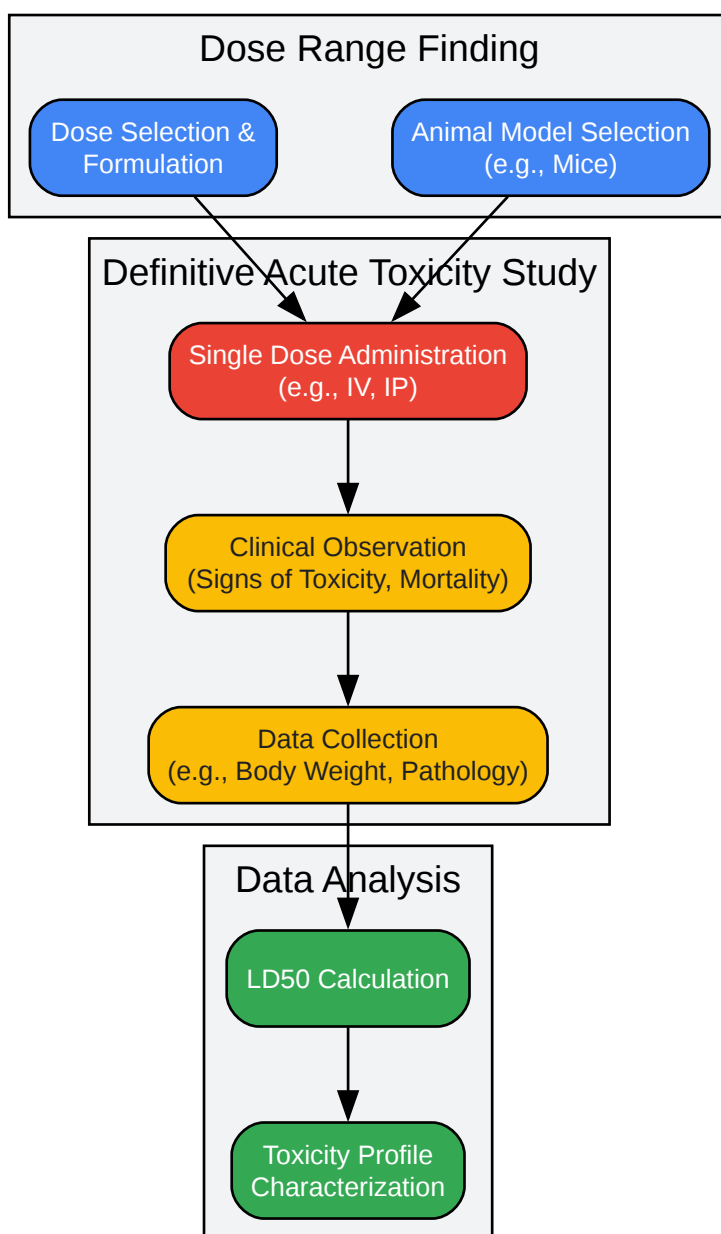 Dose Range Finding
Dose Selection &
Formulation
Animal Model Selection
(e.g., Mice)
Definitive Acute Toxicity Study
Single Dose Administration
(e.g., IV, IP)
Clinical Observation
(Signs of Toxicity, Mortality)
Data Collection
(e.g., Body Weight, Pathology)
Data Analysis
LD50 Calculation
Toxicity Profile
Characterization